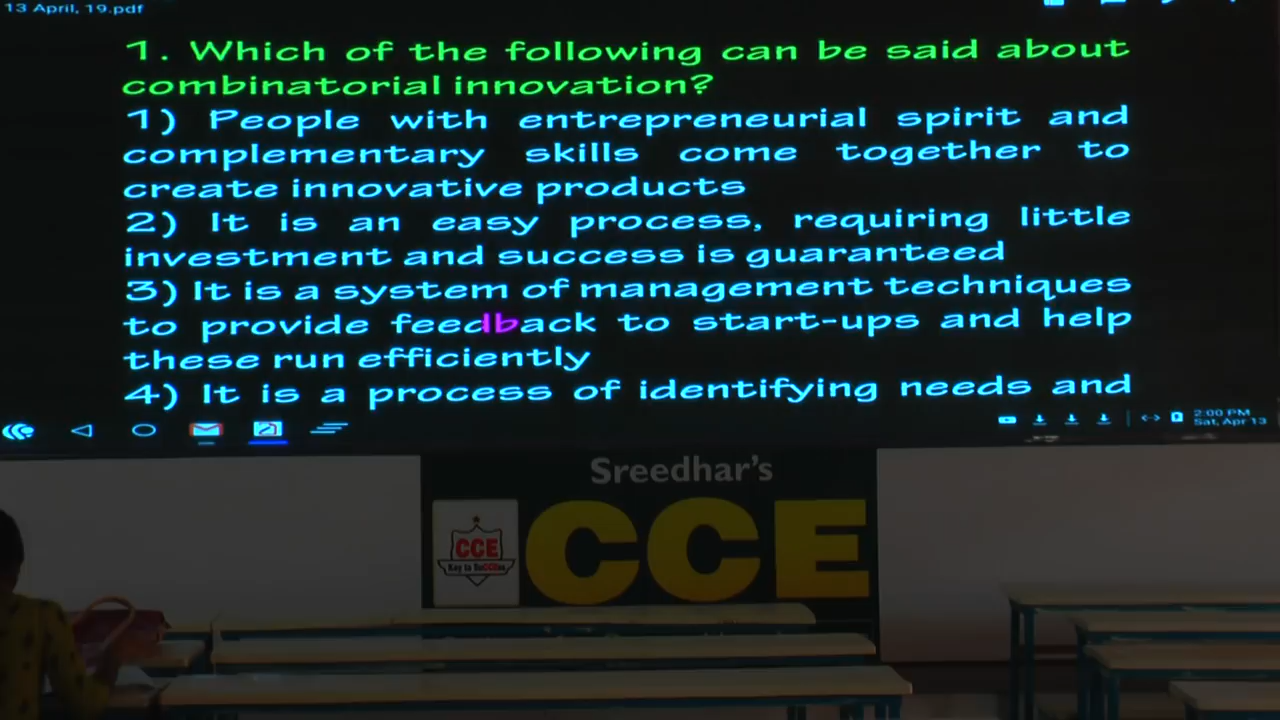 13 April, 19.pdf
1. Which of the following can be said about
combinatorial innovation?
1) People with entrepreneurial spirit and
complementary skills come together to
create innovative products
2) It is an easy process, requiring little
investment and success is guaranteed
3) It is a system of management techniques
to provide feedback to start-ups and help
these run efficiently
4) It is a process of identifying needs and
2:00 PM
Sat, Apr 13
Sreedhar's
CCE
CCE
Key to SuCCEss